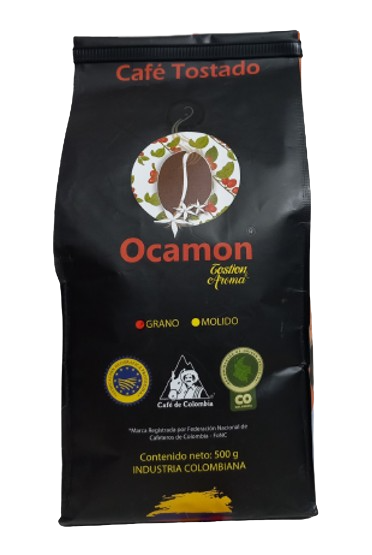 Café Tostado
Ocamon
Tostion
Aroma
GRANO MOLIDO
Café de Colombia
CO
*Marca Registrada por Federación Nacional de
Cafeteros de Colombia - FoNC
Contenido neto: 500 g
INDUSTRIA COLOMBIANA